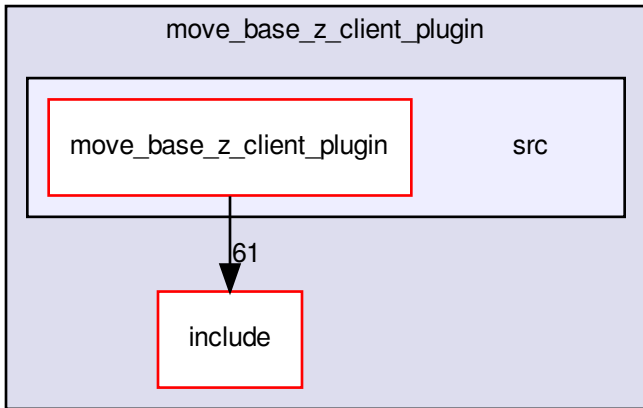 move_base_z_client_plugin
move_base_z_client_plugin
src
61
include